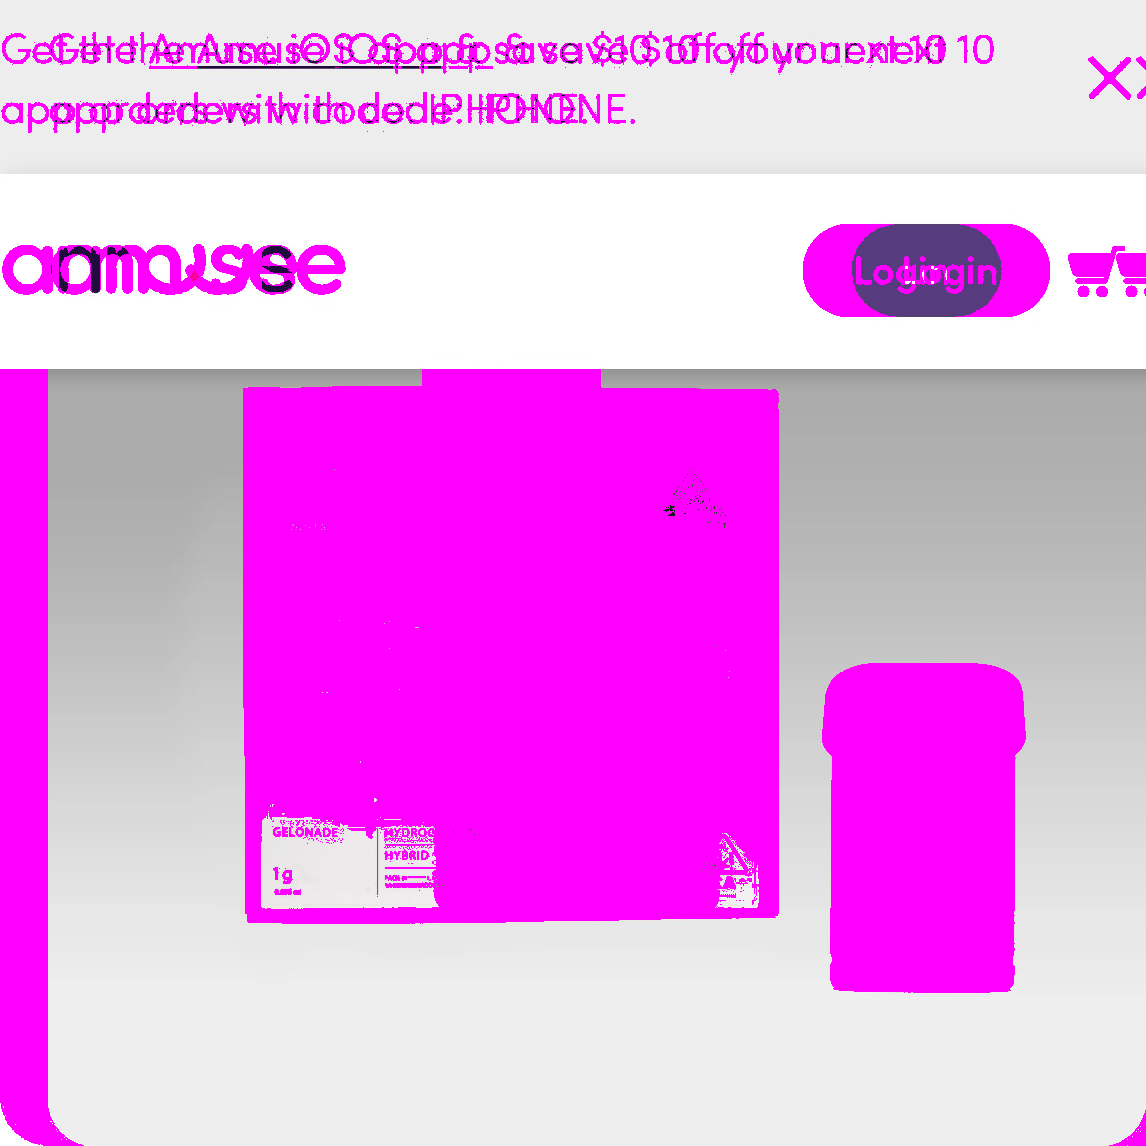 Get the Amuse iOS app & save $10 off your next 10
app orders with code: IPHONE.
amuse
Login
GELONADE
HYBRID
1g